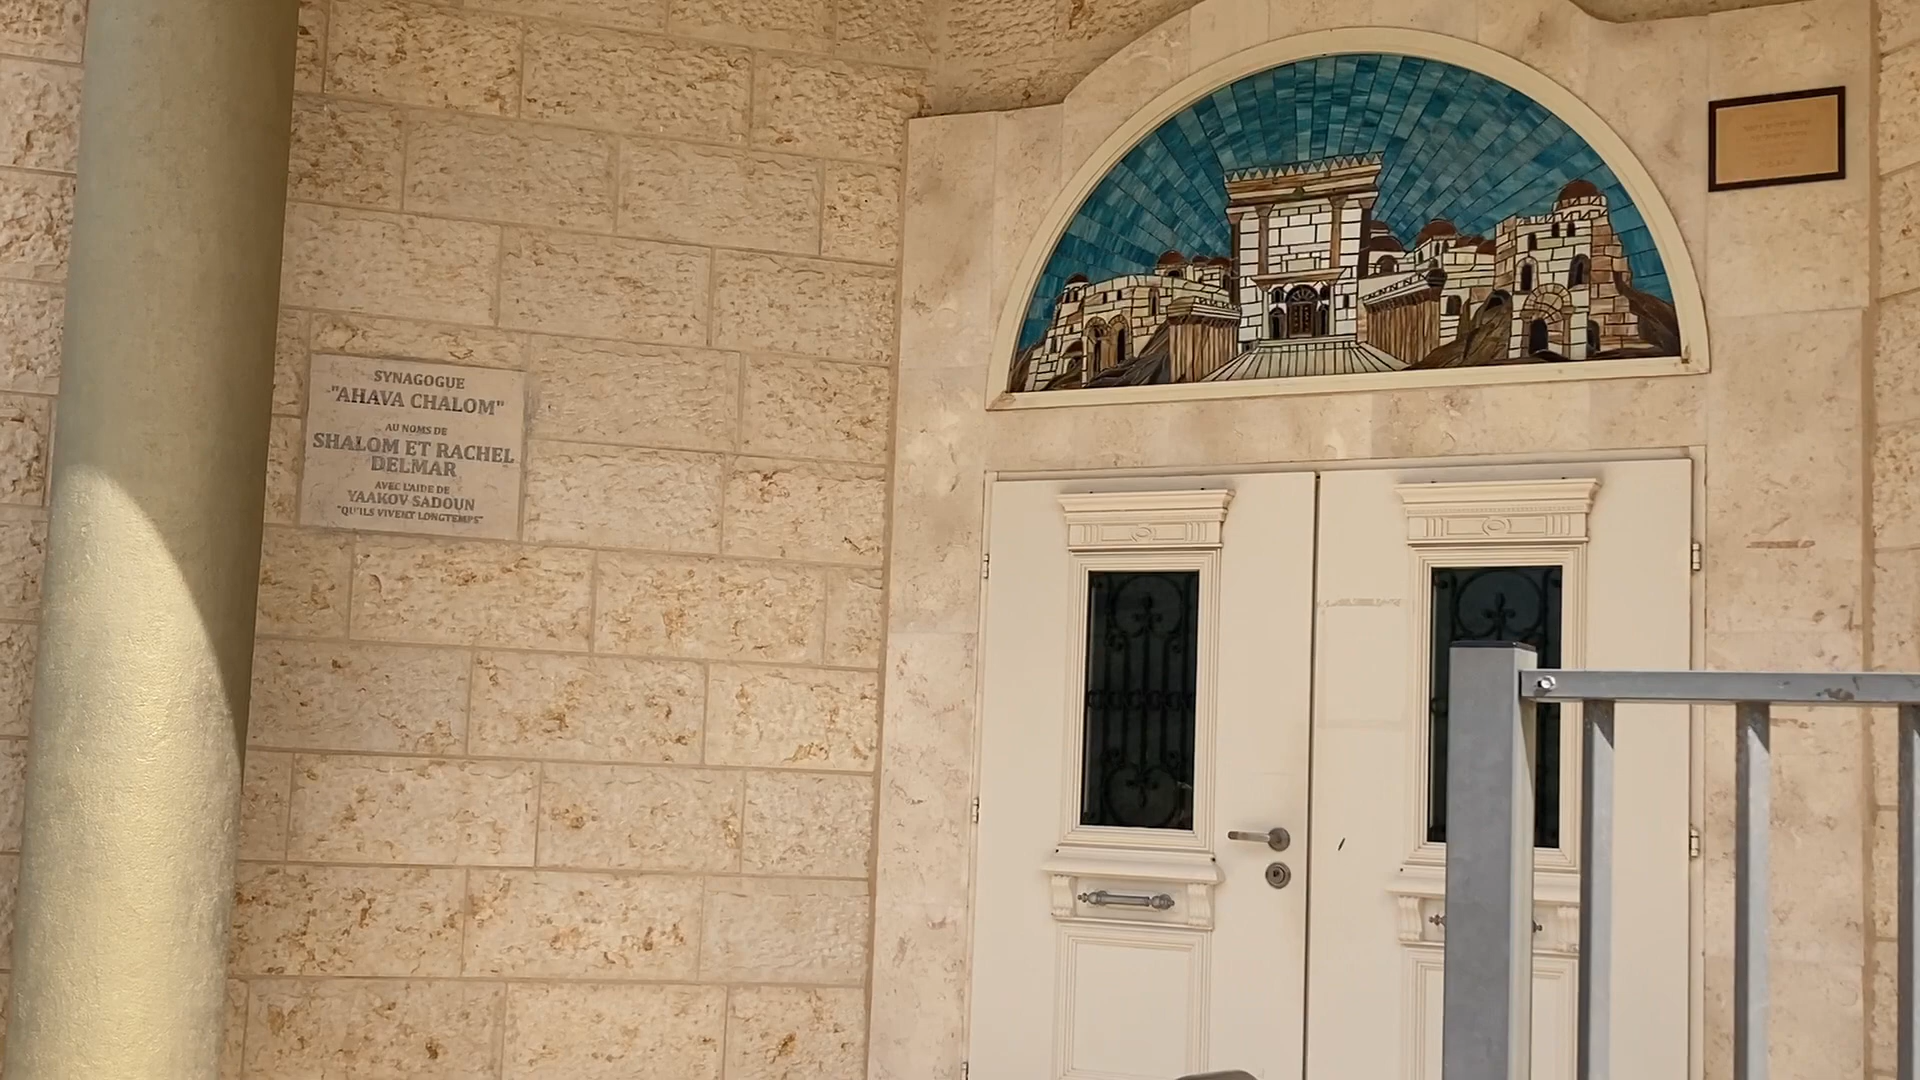 SYNAGOGUE
"AHAVA CHALOM"
AU NOMS DE
SHALOM ET RACHEL
DELMAR
AVEC L'AIDE DE
YAAKOV SADOUN
"QU'ILS VIVENT LONGTEMPS"